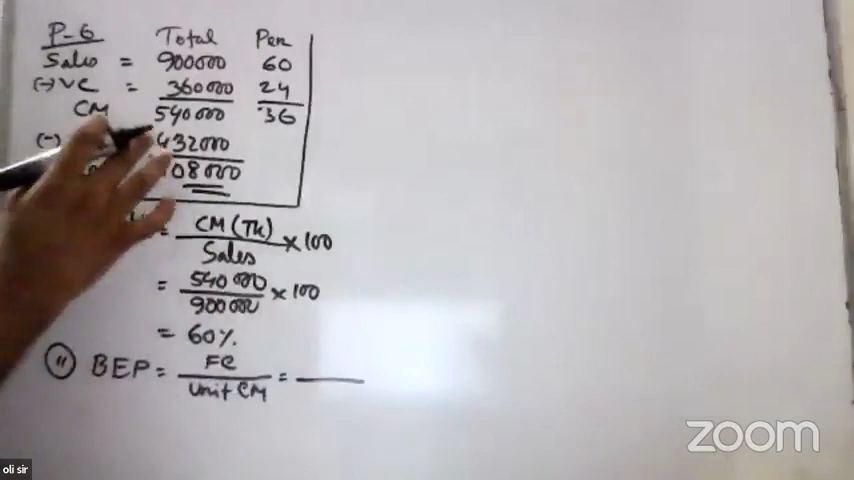 P-6 Total Per
Sales = 900000 60
(-) VC = 360000 24
CM 540000 36
(-) 432000
108000
= CM (Tk) / Sales × 100
= 540000 / 900000 × 100
= 60%.
(ii) BEP = FC / Unit CM =
zoom
oli sir